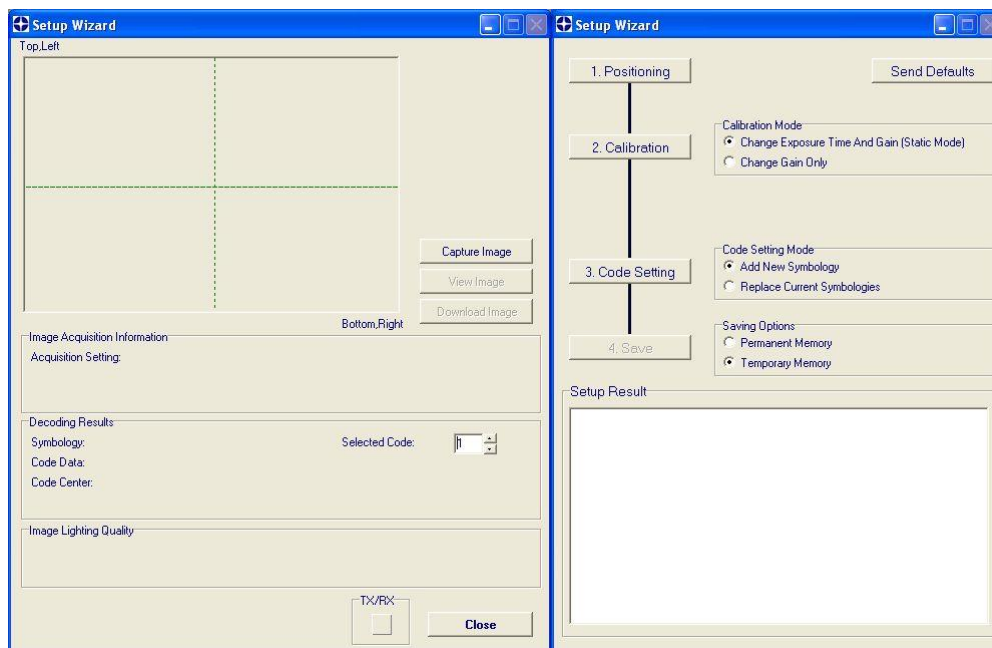 Setup Wizard
Top,Left
Capture Image
View Image
Download Image
Bottom,Right
Image Acquisition Information
Acquisition Setting:
Decoding Results
Symbology:
Selected Code:
1
Code Data:
Code Center:
Image Lighting Quality
TX/RX
Close
Setup Wizard
1. Positioning
Send Defaults
2. Calibration
Calibration Mode
Change Exposure Time And Gain (Static Mode)
Change Gain Only
3. Code Setting
Code Setting Mode
Add New Symbology
Replace Current Symbologies
4. Save
Saving Options
Permanent Memory
Temporary Memory
Setup Result